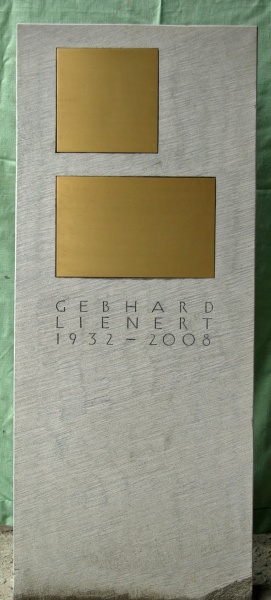 GEBHARD
LIENERT
1932 – 2008